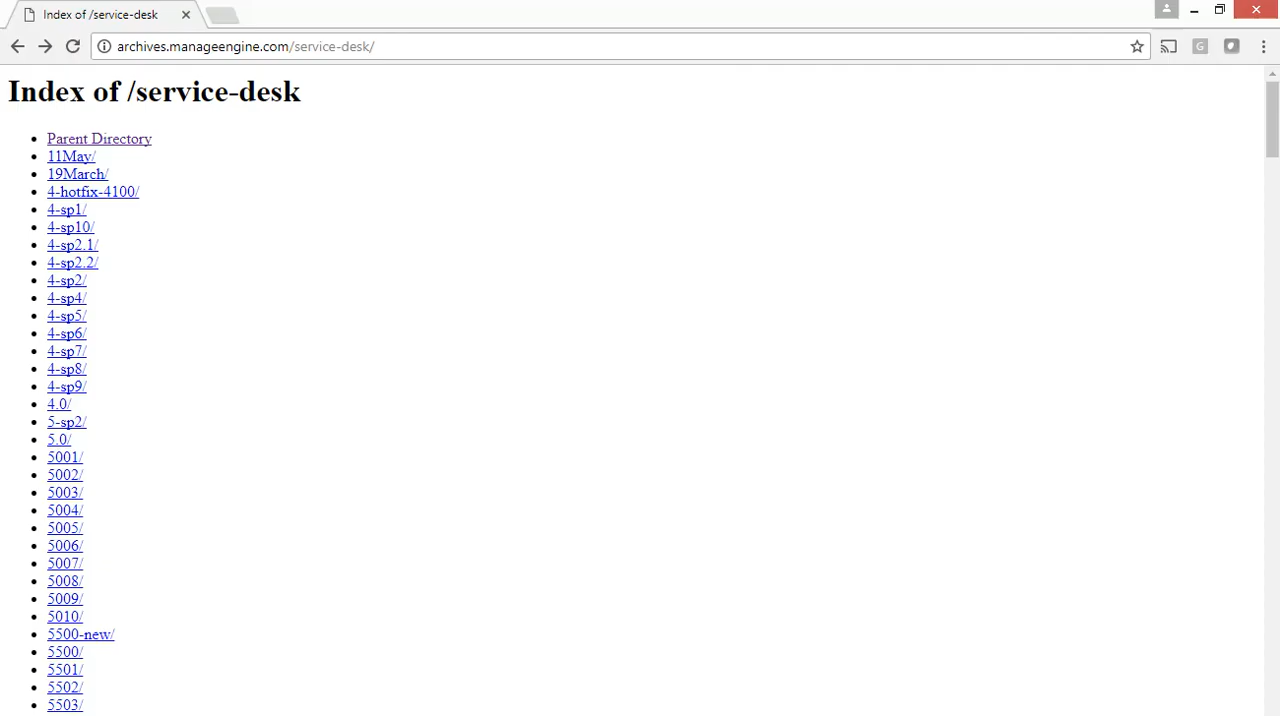 Index of /service-desk
archives.manageengine.com/service-desk/
G
Index of /service-desk
Parent Directory
11May/
19March/
4-hotfix-4100/
4-sp1/
4-sp10/
4-sp2.1/
4-sp2.2/
4-sp2/
4-sp4/
4-sp5/
4-sp6/
4-sp7/
4-sp8/
4-sp9/
4.0/
5-sp2/
5.0/
5001/
5002/
5003/
5004/
5005/
5006/
5007/
5008/
5009/
5010/
5500-new/
5500/
5501/
5502/
5503/